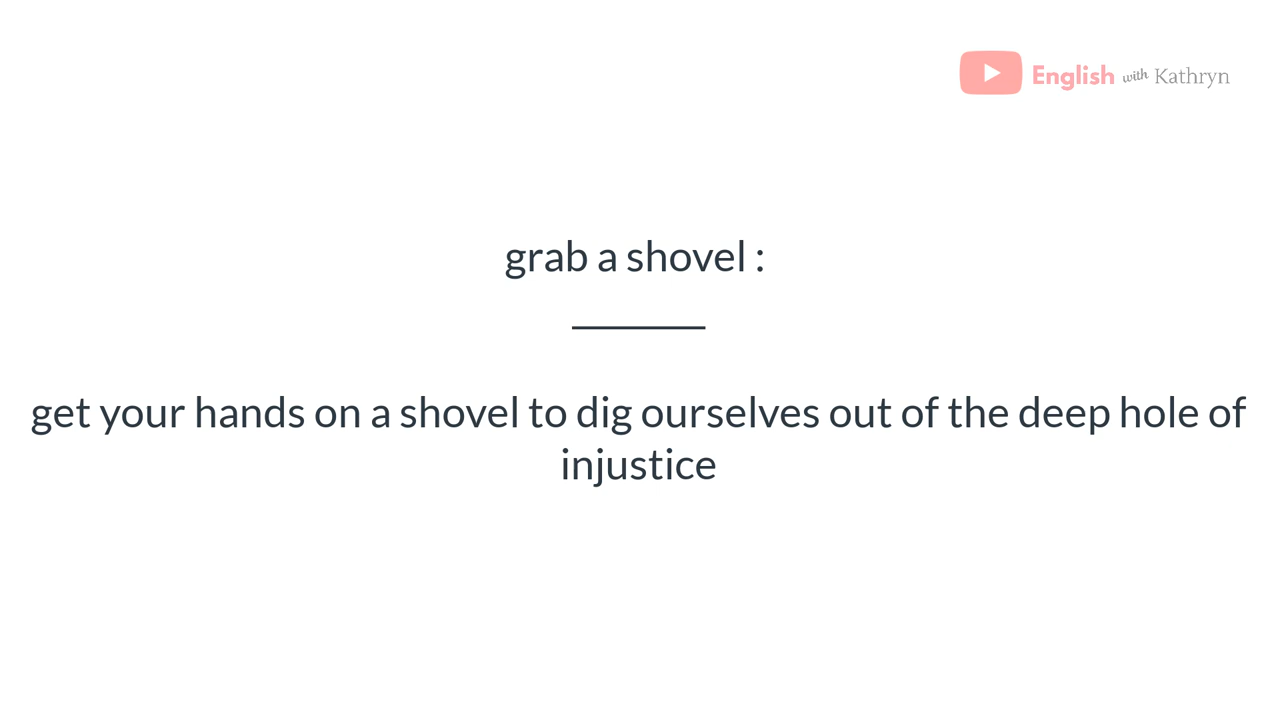 English with Kathryn
grab a shovel :
get your hands on a shovel to dig ourselves out of the deep hole of
injustice